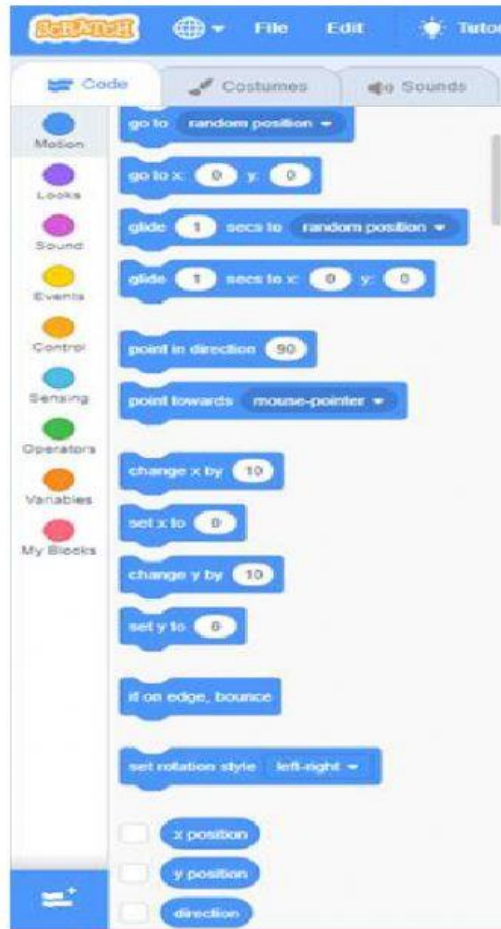 SCRATCH File Edit Tutor
Code Costumes Sounds
Motion
Looks
Sound
Events
Control
Sensing
Operators
Variables
My Blocks
go to random position
go to x: 0 y: 0
glide 1 secs to random position
glide 1 secs to x: 0 y: 0
point in direction 90
point towards mouse-pointer
change x by 10
set x to 0
change y by 10
set y to 0
if on edge, bounce
set rotation style left-right
x position
y position
direction